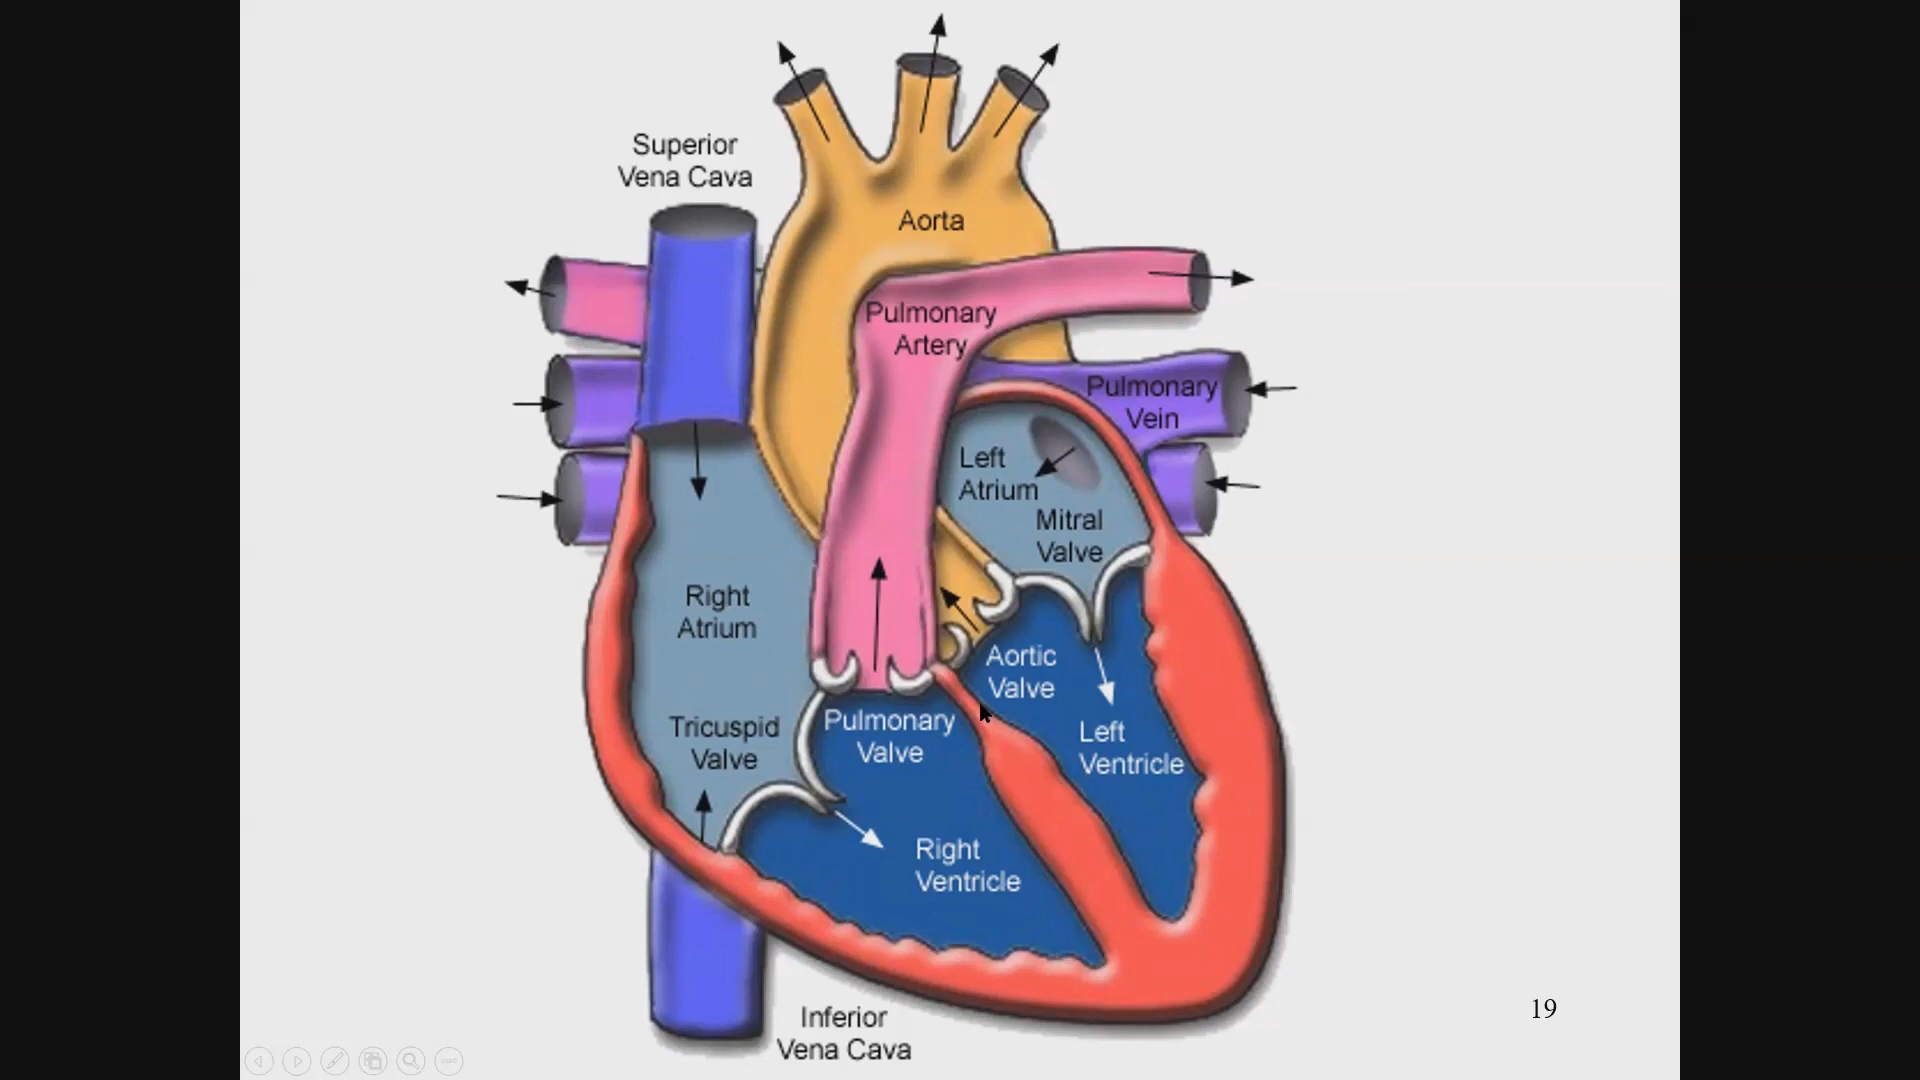 Superior
Vena Cava
Aorta
Pulmonary
Artery
Pulmonary
Vein
Left
Atrium
Mitral
Valve
Right
Atrium
Aortic
Valve
Tricuspid
Valve
Pulmonary
Valve
Left
Ventricle
Right
Ventricle
Inferior
Vena Cava
19